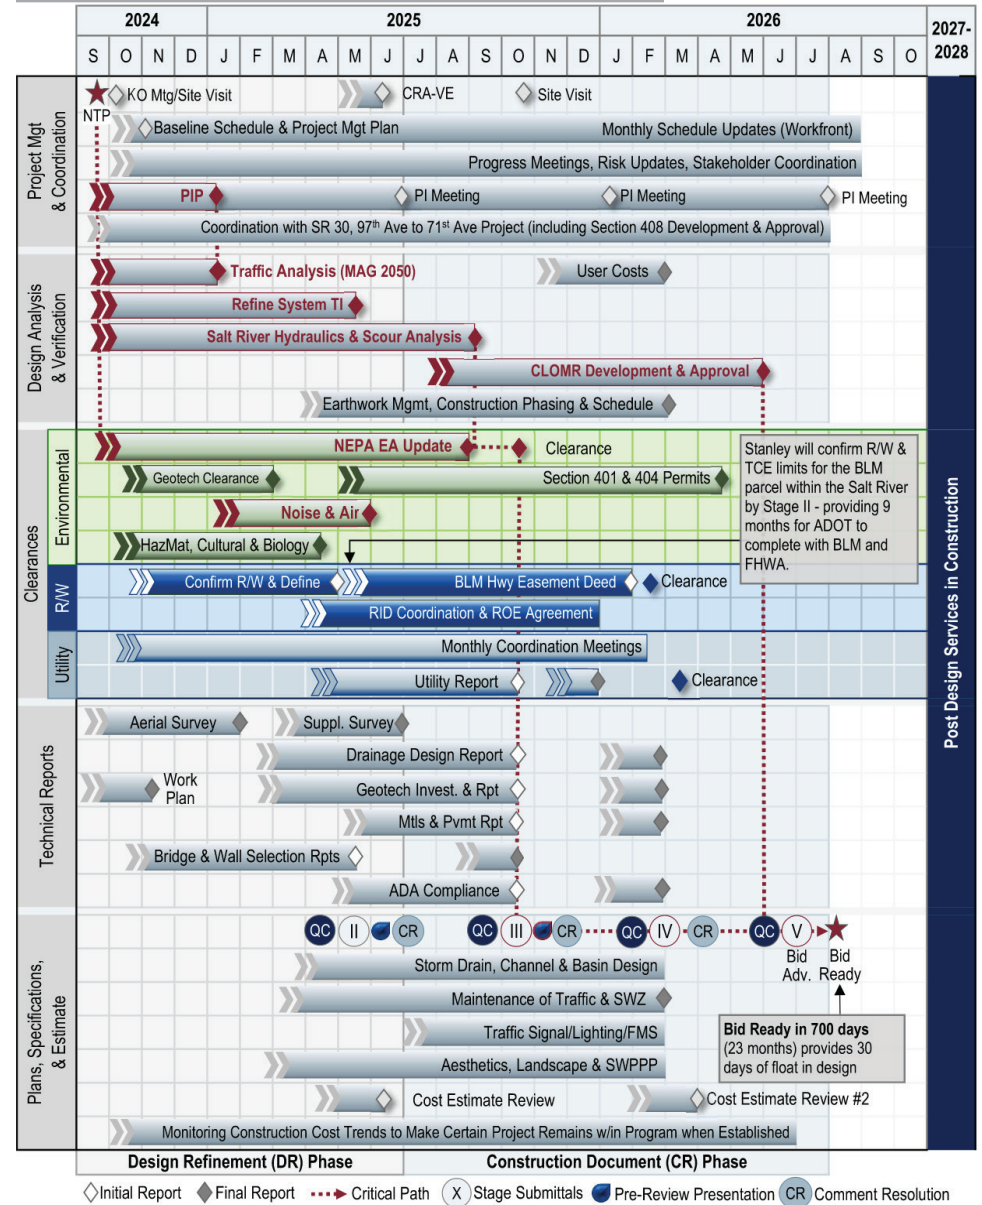 2024
2025
2026
2027-
2028
S O N D J F M A M J J A S O N D J F M A M J J A S O
Project Mgt
& Coordination
KO Mtg/Site Visit
CRA-VE
Site Visit
NTP
Baseline Schedule & Project Mgt Plan
Monthly Schedule Updates (Workfront)
Progress Meetings, Risk Updates, Stakeholder Coordination
PIP
PI Meeting
PI Meeting
PI Meeting
Coordination with SR 30, 97th Ave to 71st Ave Project (including Section 408 Development & Approval)
Design Analysis
& Verification
Traffic Analysis (MAG 2050)
User Costs
Refine System TI
Salt River Hydraulics & Scour Analysis
CLOMR Development & Approval
Earthwork Mgmt, Construction Phasing & Schedule
Clearances
Environmental
NEPA EA Update
Clearance
Geotech Clearance
Section 401 & 404 Permits
Noise & Air
HazMat, Cultural & Biology
Stanley will confirm R/W &
TCE limits for the BLM
parcel within the Salt River
by Stage II - providing 9
months for ADOT to
complete with BLM and
FHWA.
R/W
Confirm R/W & Define
BLM Hwy Easement Deed
Clearance
RID Coordination & ROE Agreement
Utility
Monthly Coordination Meetings
Utility Report
Clearance
Technical Reports
Aerial Survey
Suppl. Survey
Drainage Design Report
Work
Plan
Geotech Invest. & Rpt
Mtls & Pvmt Rpt
Bridge & Wall Selection Rpts
ADA Compliance
Plans, Specifications,
& Estimate
QC II CR QC III CR QC IV CR QC V
Bid
Adv.
Bid
Ready
Storm Drain, Channel & Basin Design
Maintenance of Traffic & SWZ
Traffic Signal/Lighting/FMS
Aesthetics, Landscape & SWPPP
Bid Ready in 700 days
(23 months) provides 30
days of float in design
Cost Estimate Review
Cost Estimate Review #2
Monitoring Construction Cost Trends to Make Certain Project Remains w/in Program when Established
Post Design Services in Construction
Design Refinement (DR) Phase
Construction Document (CR) Phase
Initial Report
Final Report
Critical Path
X Stage Submittals
Pre-Review Presentation
CR Comment Resolution